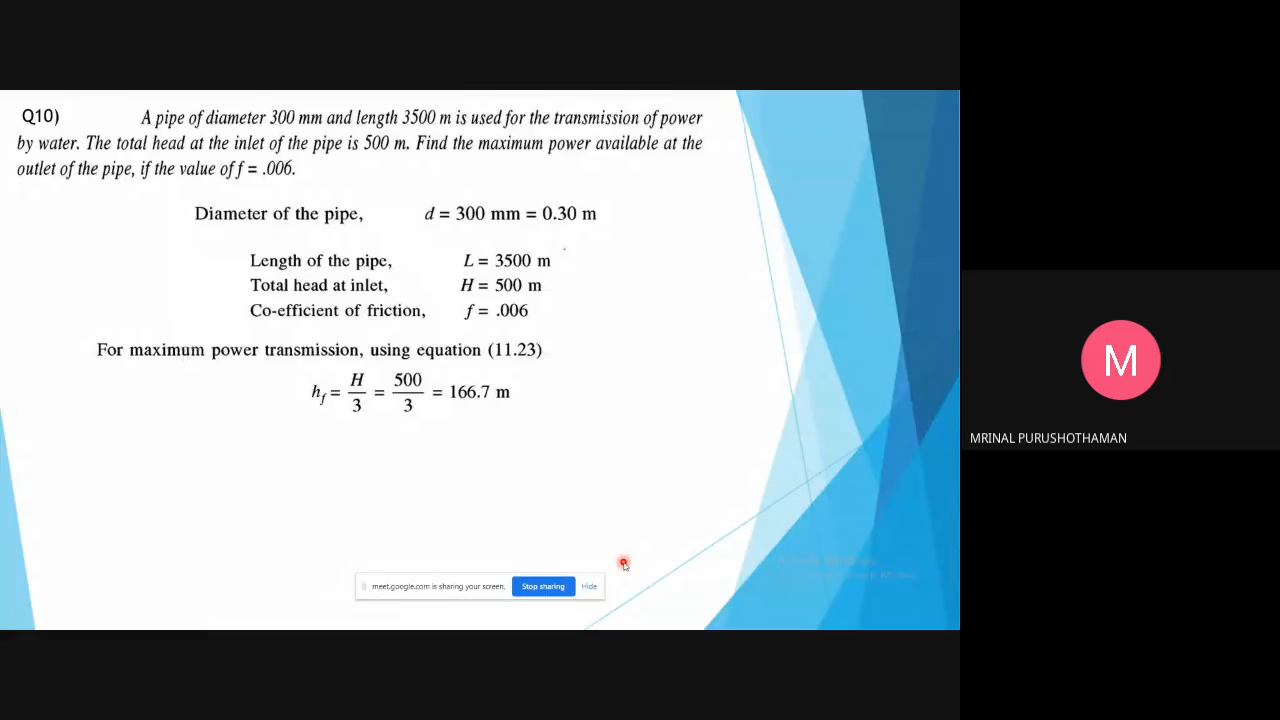 Q10) A pipe of diameter 300 mm and length 3500 m is used for the transmission of power
by water. The total head at the inlet of the pipe is 500 m. Find the maximum power available at the
outlet of the pipe, if the value of f = .006.
Diameter of the pipe, d = 300 mm = 0.30 m
Length of the pipe, L = 3500 m
Total head at inlet, H = 500 m
Co-efficient of friction, f = .006
For maximum power transmission, using equation (11.23)
h_f = H/3 = 500/3 = 166.7 m
meet.google.com is sharing your screen. Stop sharing Hide
M
MRINAL PURUSHOTHAMAN